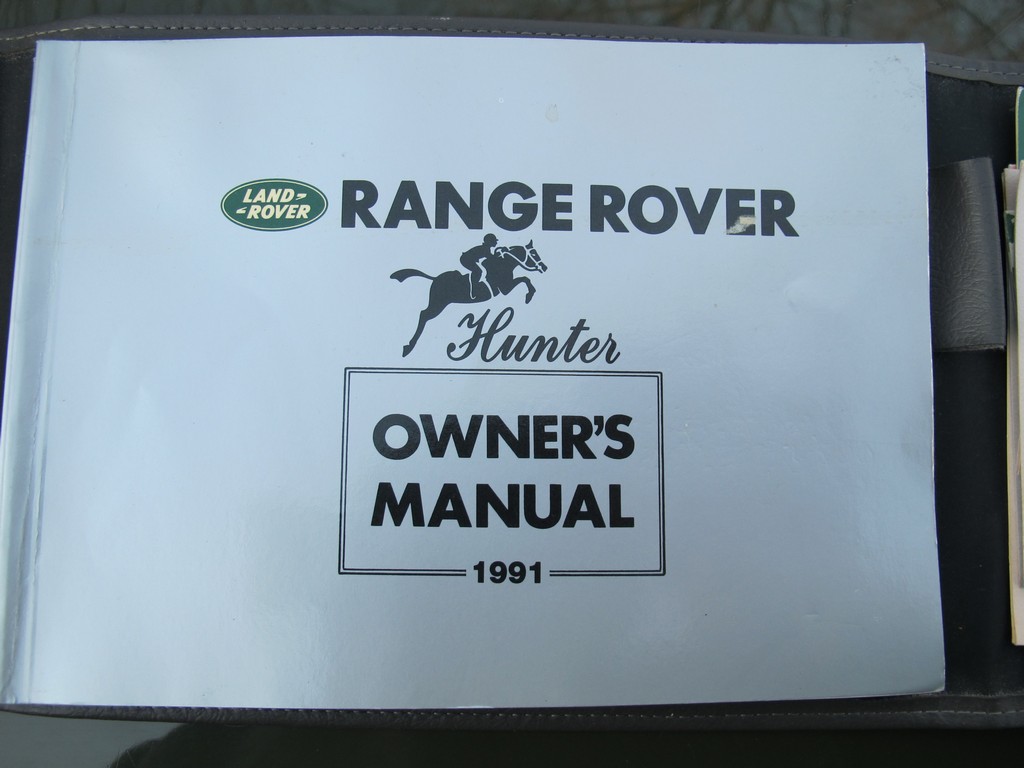 LAND-
-ROVER
RANGE ROVER
Hunter
OWNER'S
MANUAL
1991